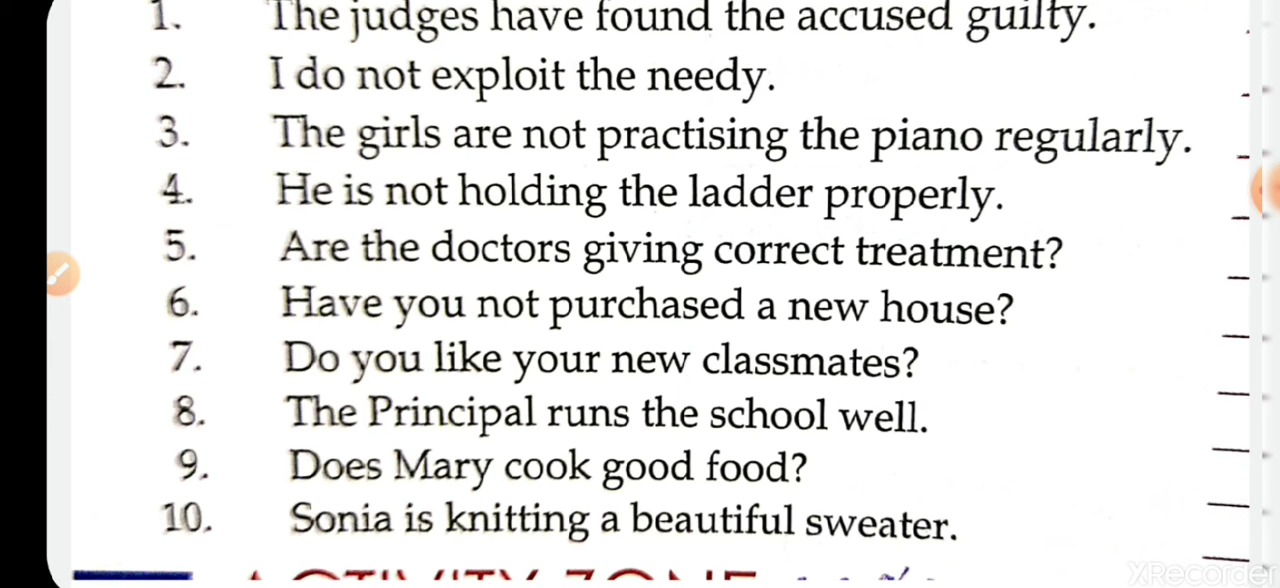 1. The judges have found the accused guilty.
2. I do not exploit the needy.
3. The girls are not practising the piano regularly.
4. He is not holding the ladder properly.
5. Are the doctors giving correct treatment?
6. Have you not purchased a new house?
7. Do you like your new classmates?
8. The Principal runs the school well.
9. Does Mary cook good food?
10. Sonia is knitting a beautiful sweater.
ACTIVITY ZONE
XRecorder